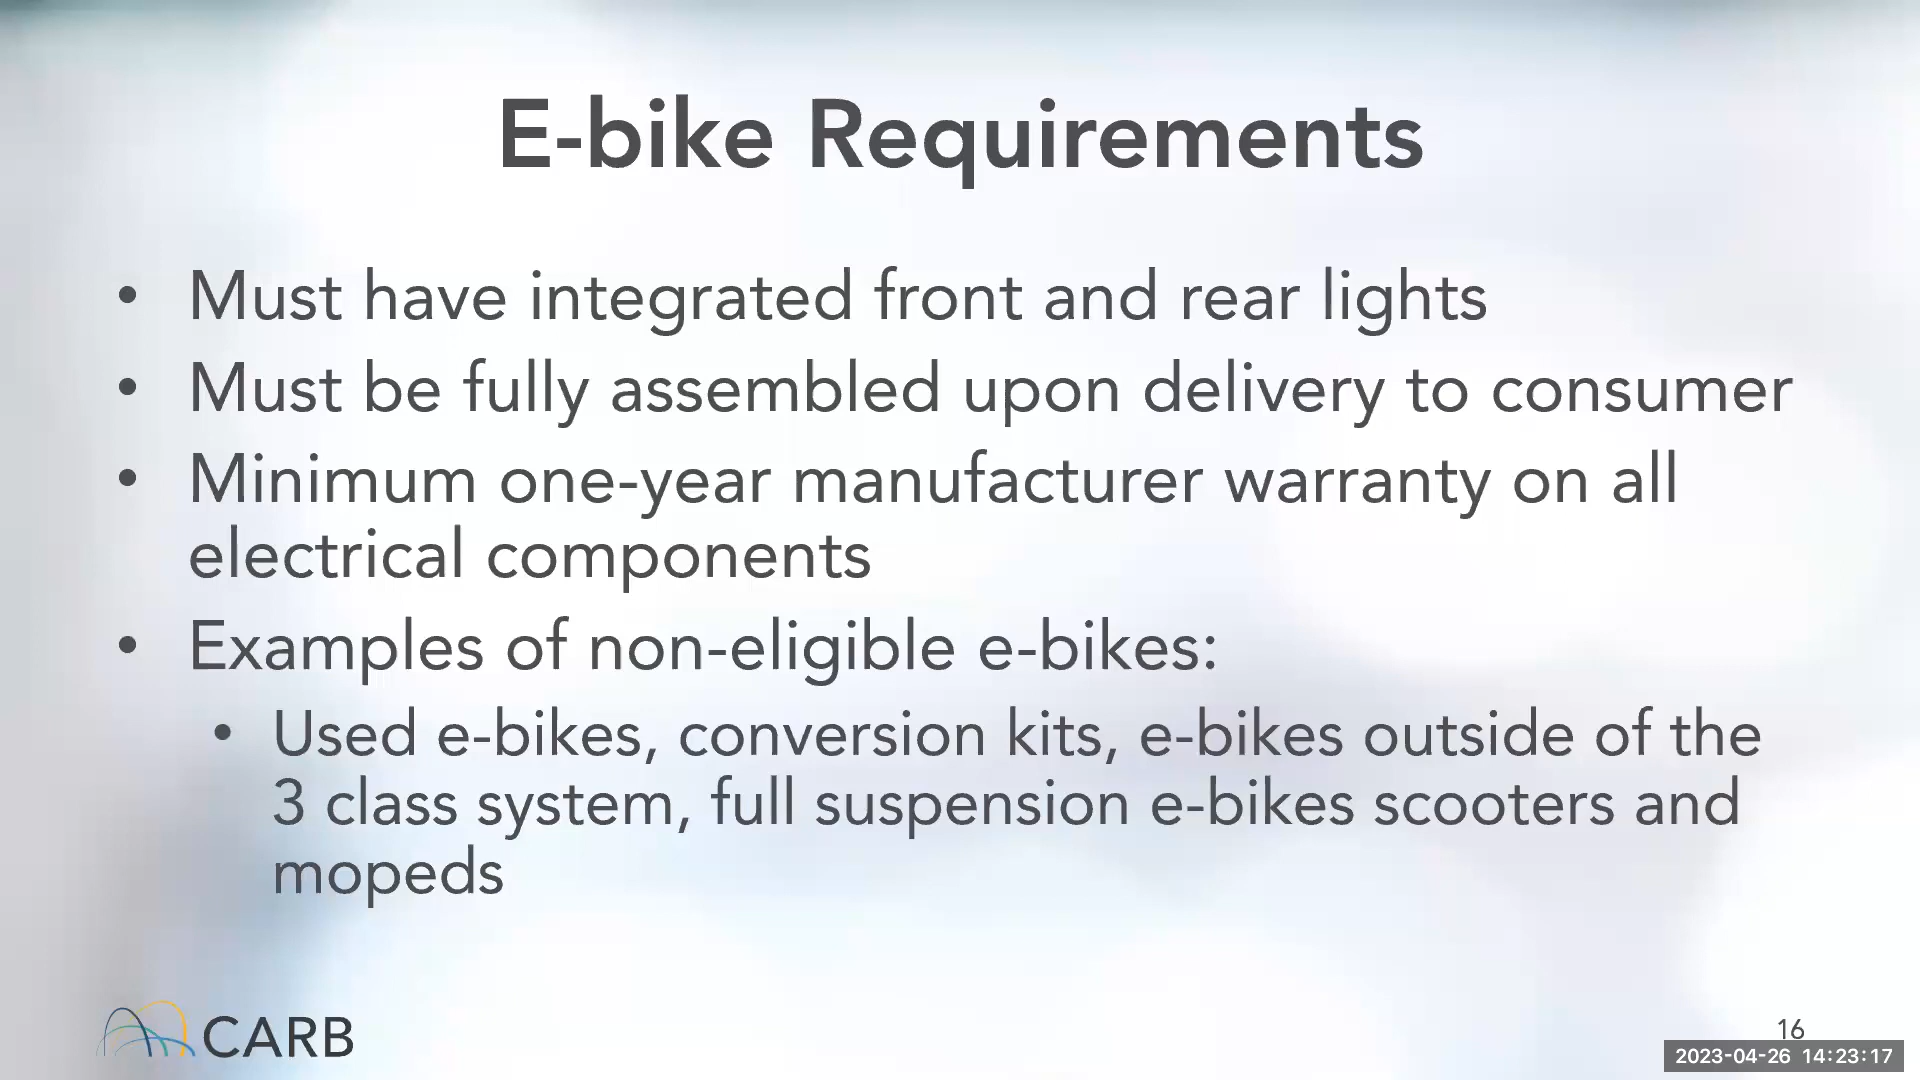 E-bike Requirements
• Must have integrated front and rear lights
• Must be fully assembled upon delivery to consumer
• Minimum one-year manufacturer warranty on all
electrical components
• Examples of non-eligible e-bikes:
• Used e-bikes, conversion kits, e-bikes outside of the
3 class system, full suspension e-bikes scooters and
mopeds
CARB
16
2023-04-26 14:23:17